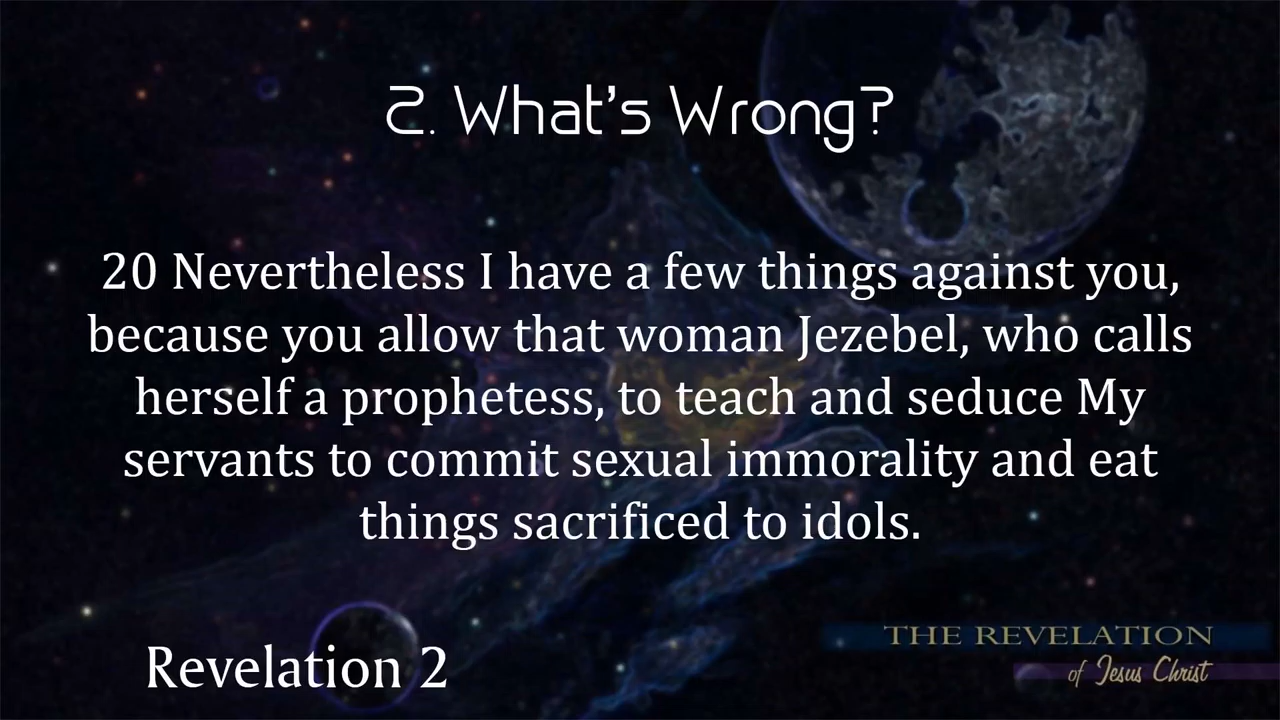 2. What's Wrong?
20 Nevertheless I have a few things against you,
because you allow that woman Jezebel, who calls
herself a prophetess, to teach and seduce My
servants to commit sexual immorality and eat
things sacrificed to idols.
Revelation 2
THE REVELATION
of Jesus Christ